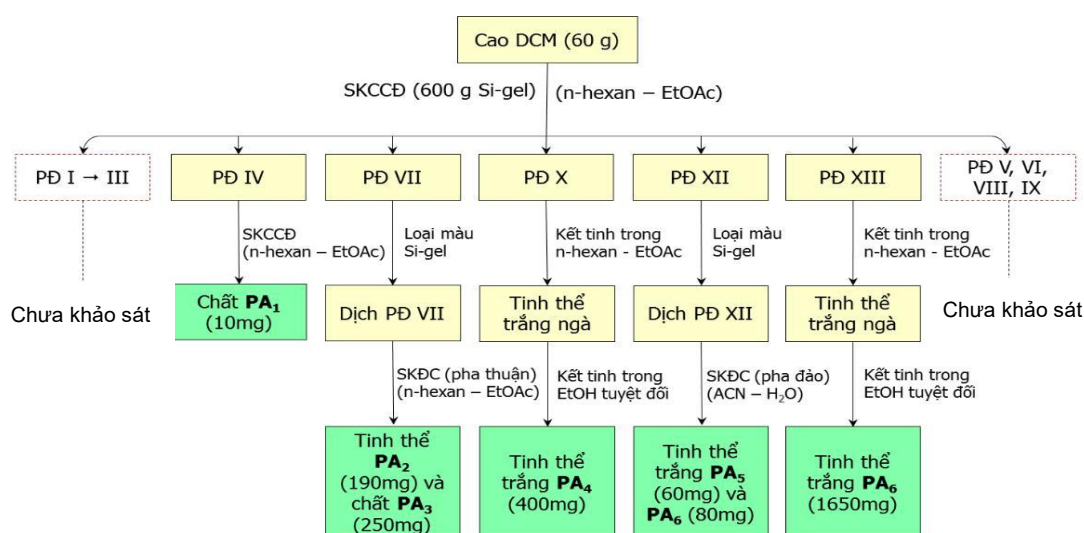 Cao DCM (60 g)
SKCCĐ (600 g Si-gel)
(n-hexan – EtOAc)
PĐ I → III
PĐ IV
PĐ VII
PĐ X
PĐ XII
PĐ XIII
PĐ V, VI,
VIII, IX
SKCCĐ
(n-hexan – EtOAc)
Loại màu
Si-gel
Kết tinh trong
n-hexan - EtOAc
Loại màu
Si-gel
Kết tinh trong
n-hexan - EtOAc
Chưa khảo sát
Chất PA₁
(10mg)
Dịch PĐ VII
Tinh thể
trắng ngà
Dịch PĐ XII
Tinh thể
trắng ngà
Chưa khảo sát
SKĐC (pha thuận)
(n-hexan – EtOAc)
Kết tinh trong
EtOH tuyệt đối
SKĐC (pha đảo)
(ACN – H₂O)
Kết tinh trong
EtOH tuyệt đối
Tinh thể
PA₂
(190mg) và
chất PA₃
(250mg)
Tinh thể
trắng PA₄
(400mg)
Tinh thể
trắng PA₅
(60mg) và
PA₆ (80mg)
Tinh thể
trắng PA₆
(1650mg)